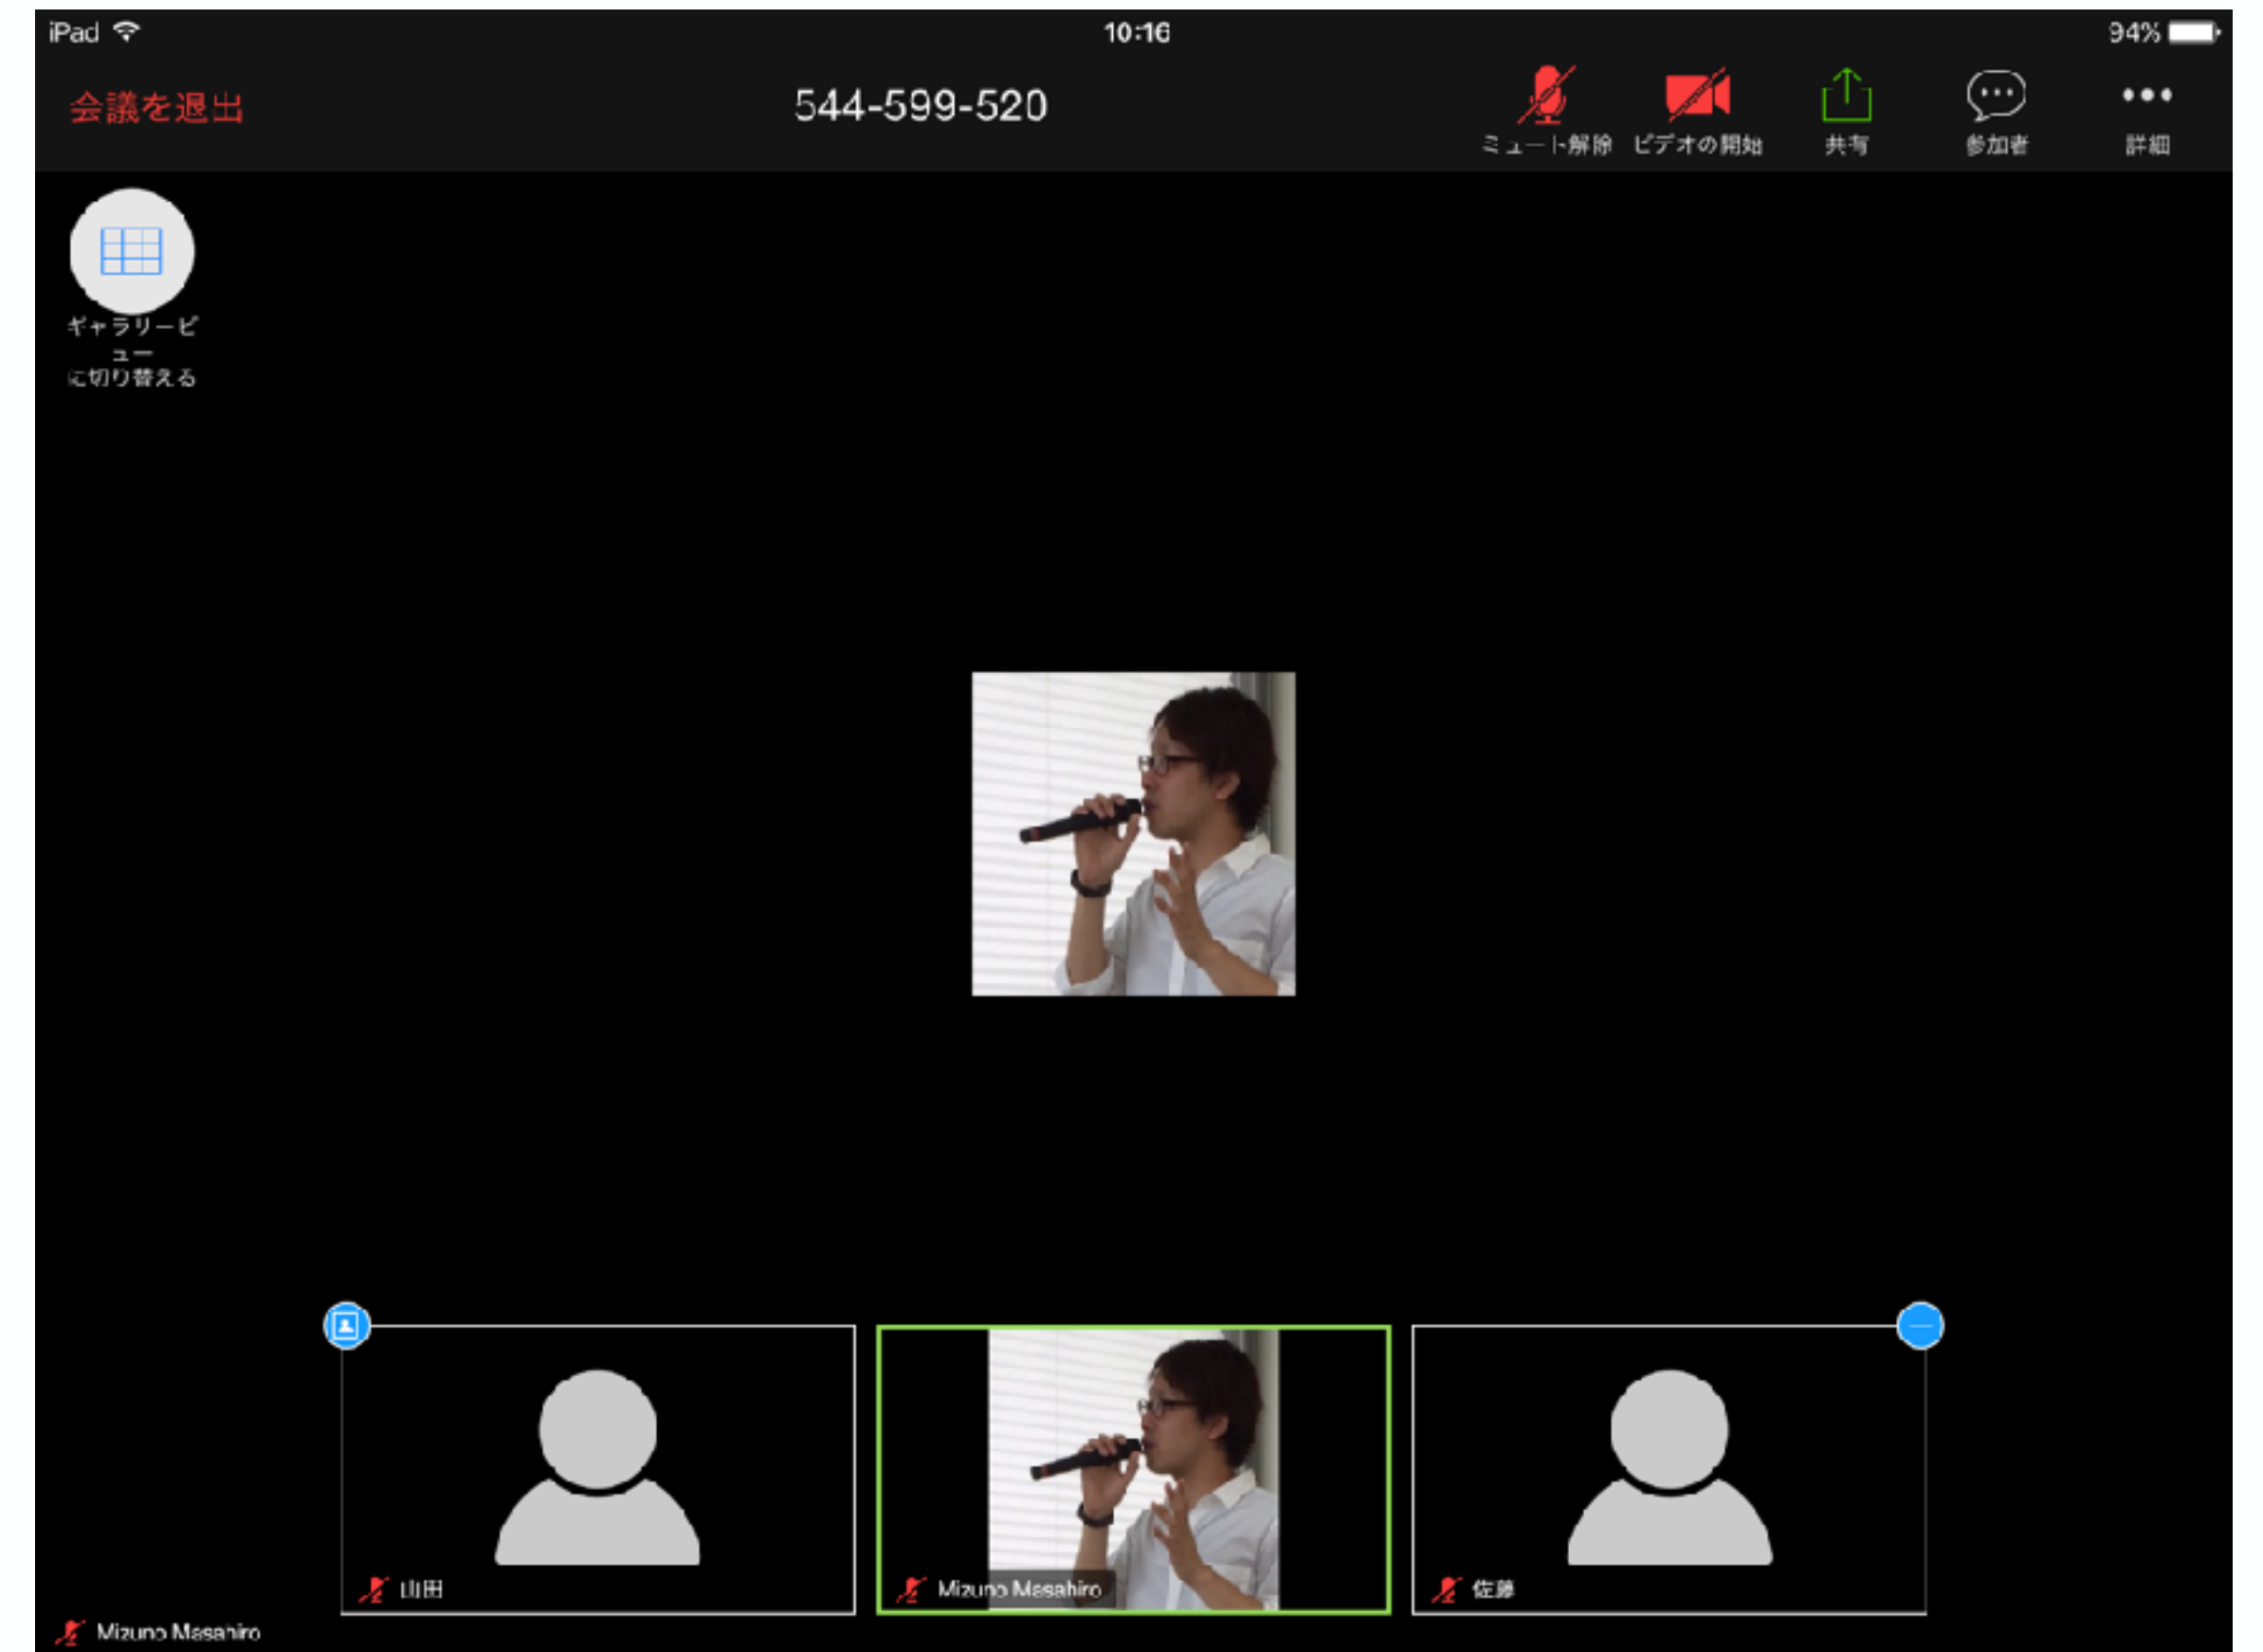 iPad
10:16
94%
会議を退出
544-599-520
ミュート解除
ビデオの開始
共有
参加者
詳細
ギャラリービ
ュー
に切り替える
山田
Mizuno Masahiro
佐藤
Mizuno Masahiro